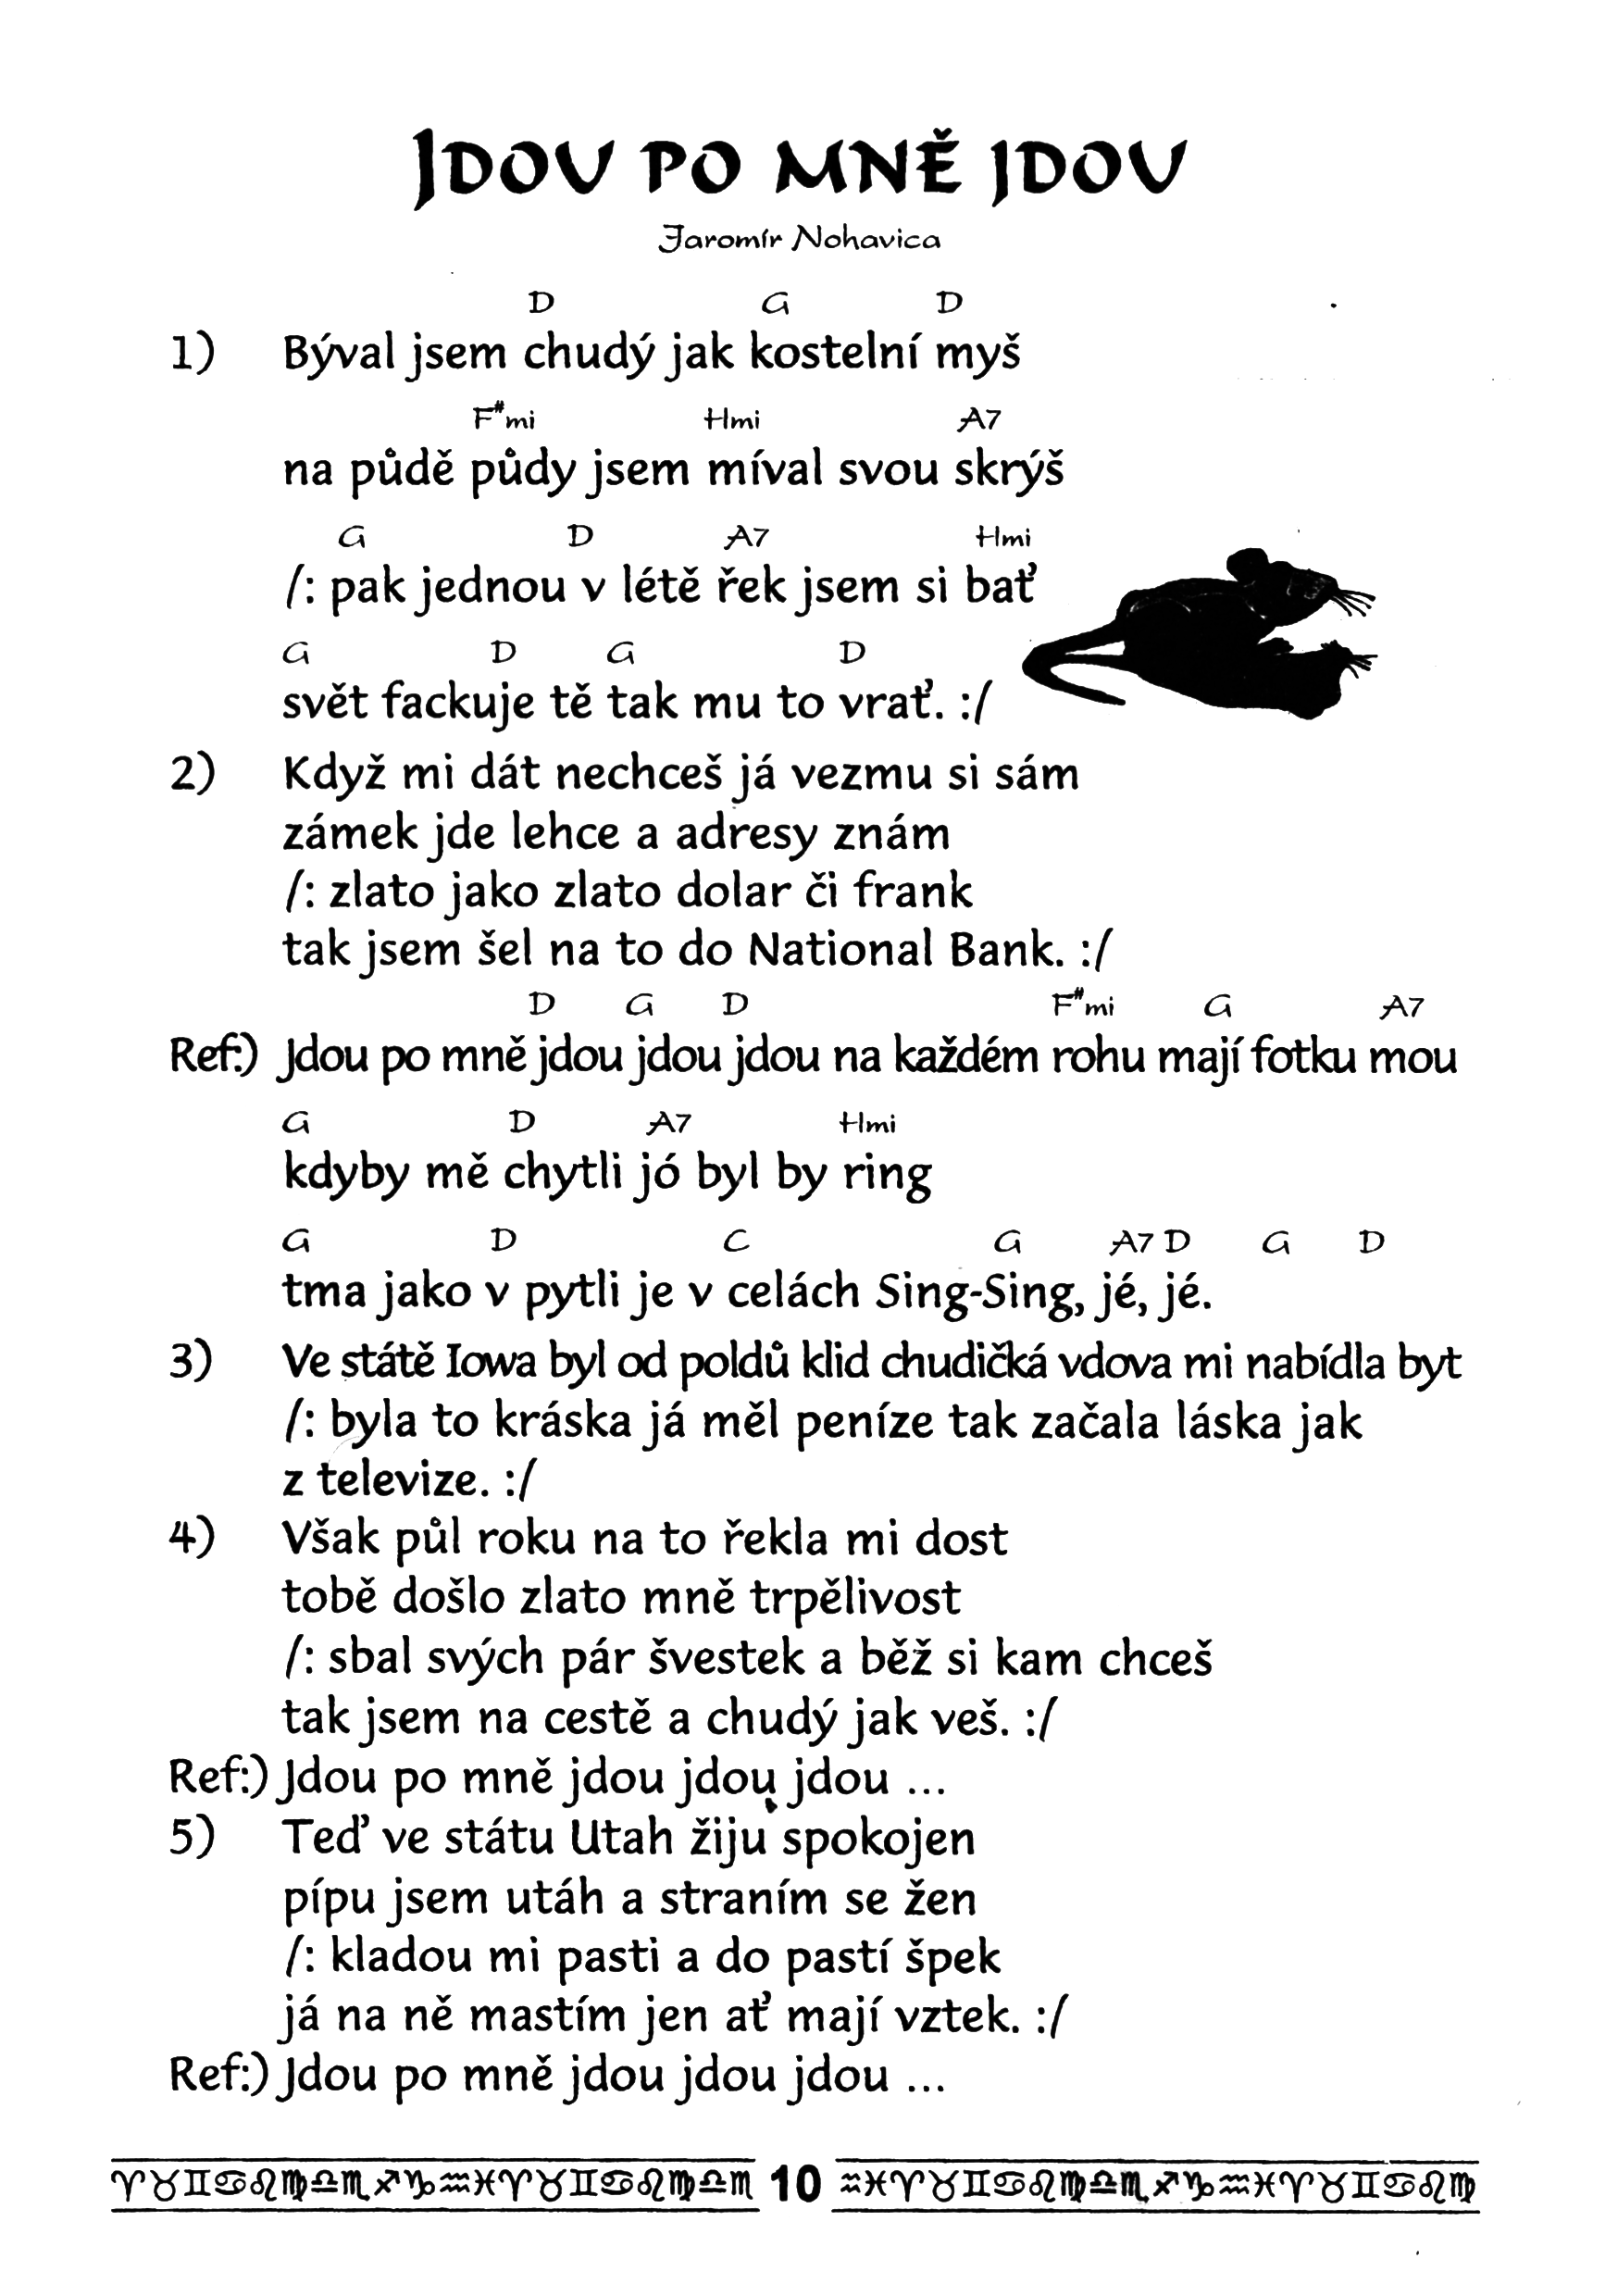 JDOU PO MNĚ JDOU
Jaromír Nohavica
D G D
1) Býval jsem chudý jak kostelní myš
F#mi Hmi A7
na půdě půdy jsem míval svou skrýš
G D A7 Hmi
/: pak jednou v létě řek jsem si bať
G D G D
svět fackuje tě tak mu to vrať. :/
2) Když mi dát nechceš já vezmu si sám
zámek jde lehce a adresy znám
/: zlato jako zlato dolar či frank
tak jsem šel na to do National Bank. :/
D G D F#mi G A7
Ref:) Jdou po mně jdou jdou jdou na každém rohu mají fotku mou
G D A7 Hmi
kdyby mě chytli jó byl by ring
G D C G A7 D G D
tma jako v pytli je v celách Sing-Sing, jé, jé.
3) Ve státě Iowa byl od poldů klid chudičká vdova mi nabídla byt
/: byla to kráska já měl peníze tak začala láska jak
z televize. :/
4) Však půl roku na to řekla mi dost
tobě došlo zlato mně trpělivost
/: sbal svých pár švestek a běž si kam chceš
tak jsem na cestě a chudý jak veš. :/
Ref:) Jdou po mně jdou jdou jdou ...
5) Teď ve státu Utah žiju spokojen
pípu jsem utáh a straním se žen
/: kladou mi pasti a do pastí špek
já na ně mastím jen ať mají vztek. :/
Ref:) Jdou po mně jdou jdou jdou ...
♈♉♊♋♌♍♎♏♐♑♒♓♈♉♊♋♌♍♎♏ 10 ♒♓♈♉♊♋♌♍♎♏♐♑♒♓♈♉♊♋♌♍